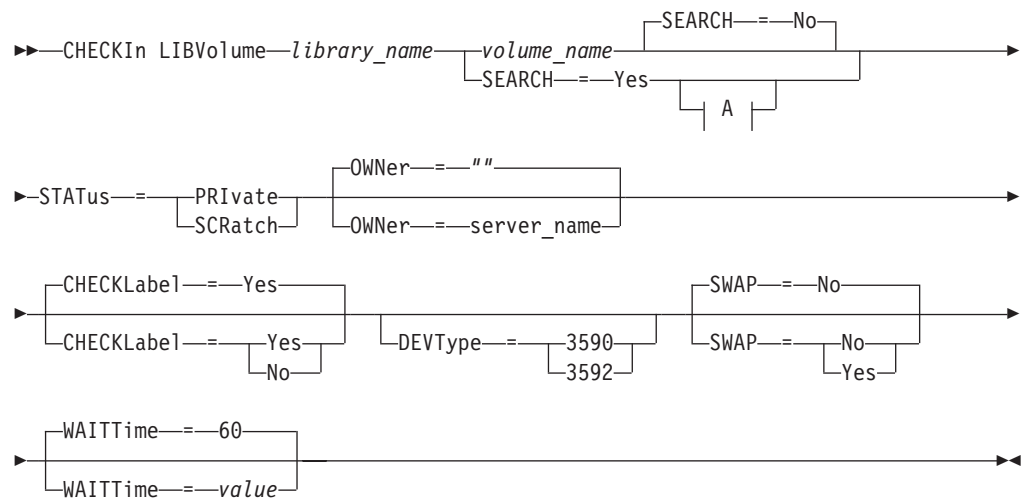 SEARCH = No
CHECKIn LIBVolume library_name volume_name
SEARCH = Yes
A
OWNer = ""
STATus = PRIvate
SCRatch OWNer = server_name
CHECKLabel = Yes SWAP = No
CHECKLabel = Yes DEVType = 3590 SWAP = No
No 3592 Yes
WAITTime = 60
WAITTime = value